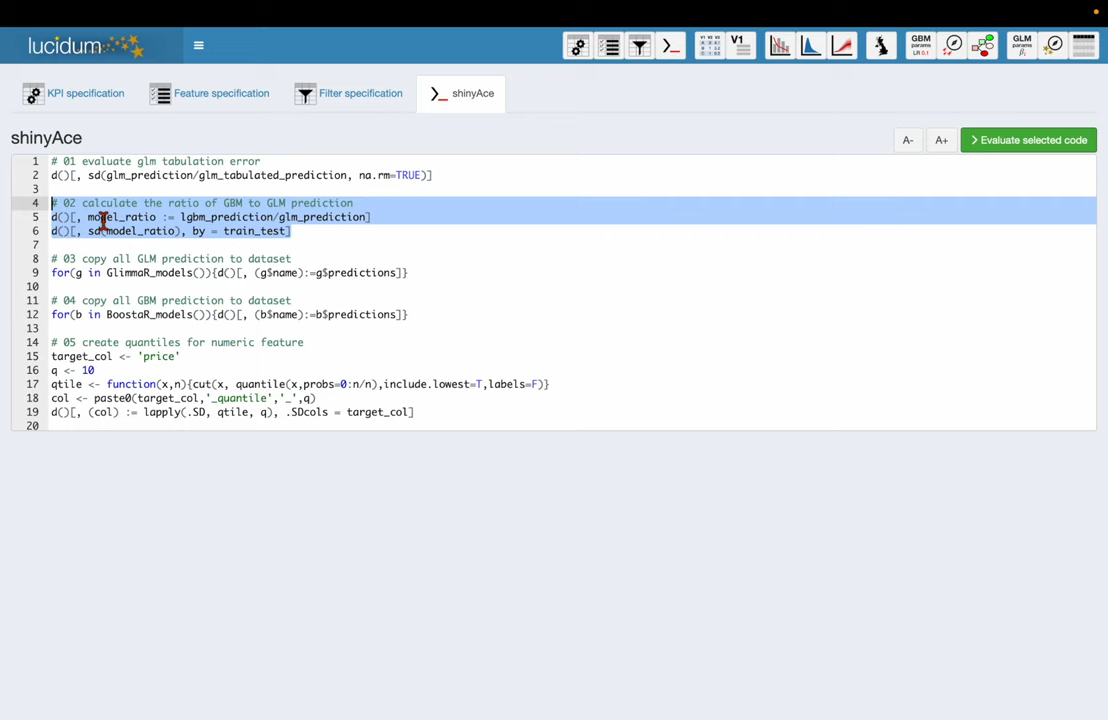 lucidum
V1 V2 V3
V1
GBM
params
LR 0.1
GLM
params
βi
KPI specification
Feature specification
Filter specification
shinyAce
shinyAce
A-
A+
Evaluate selected code
1 # 01 evaluate glm tabulation error
2 d()[, sd(glm_prediction/glm_tabulated_prediction, na.rm=TRUE)]
3
4 # 02 calculate the ratio of GBM to GLM prediction
5 d()[, model_ratio := lgbm_prediction/glm_prediction]
6 d()[, sd(model_ratio), by = train_test]
7
8 # 03 copy all GLM prediction to dataset
9 for(g in GlimmaR_models()){d()[, (g$name):=g$predictions]}
10
11 # 04 copy all GBM prediction to dataset
12 for(b in BoostaR_models()){d()[, (b$name):=b$predictions]}
13
14 # 05 create quantiles for numeric feature
15 target_col <- 'price'
16 q <- 10
17 qtile <- function(x,n){cut(x, quantile(x,probs=0:n/n),include.lowest=T,labels=F)}
18 col <- paste0(target_col,'_quantile','_',q)
19 d()[, (col) := lapply(.SD, qtile, q), .SDcols = target_col]
20